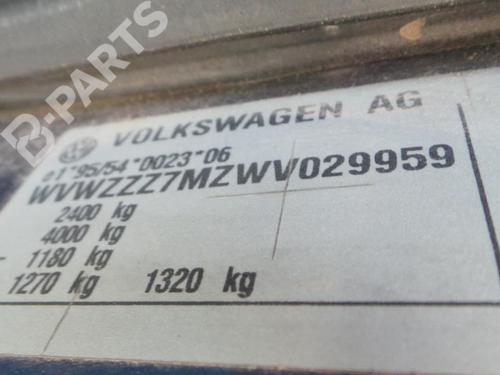 B-PARTS
VOLKSWAGEN AG
e1*95/54*0023*06
WVWZZZ7MZWV029959
2400 kg
4000 kg
1180 kg
1270 kg 1320 kg